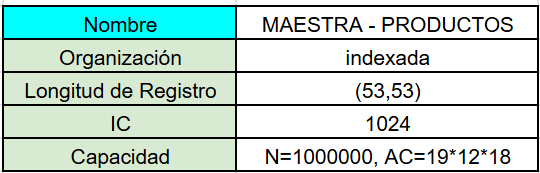 Nombre MAESTRA - PRODUCTOS
Organización indexada
Longitud de Registro (53,53)
IC 1024
Capacidad N=1000000, AC=19*12*18